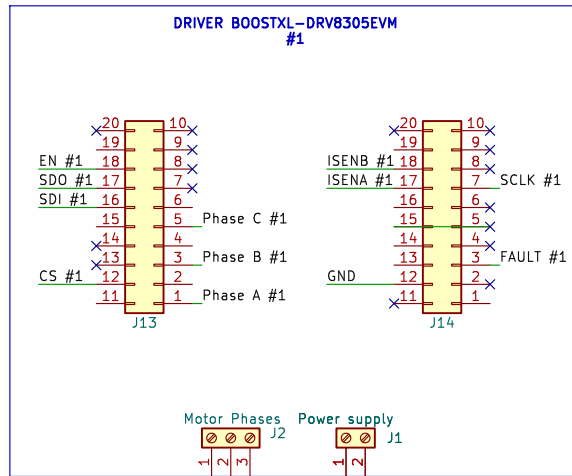 DRIVER BOOSTXL-DRV8305EVM
#1
20 10 20 10
19 9 19 9
EN #1 18 8 ISENB #1 18 8
SDO #1 17 7 ISENA #1 17 7 SCLK #1
SDI #1 16 6 16 6
15 5 Phase C #1 15 5
14 4 14 4
13 3 Phase B #1 13 3 FAULT #1
CS #1 12 2 GND 12 2
11 1 Phase A #1 11 1
J13 J14
Motor Phases Power supply
J2 J1
1 2 3 1 2